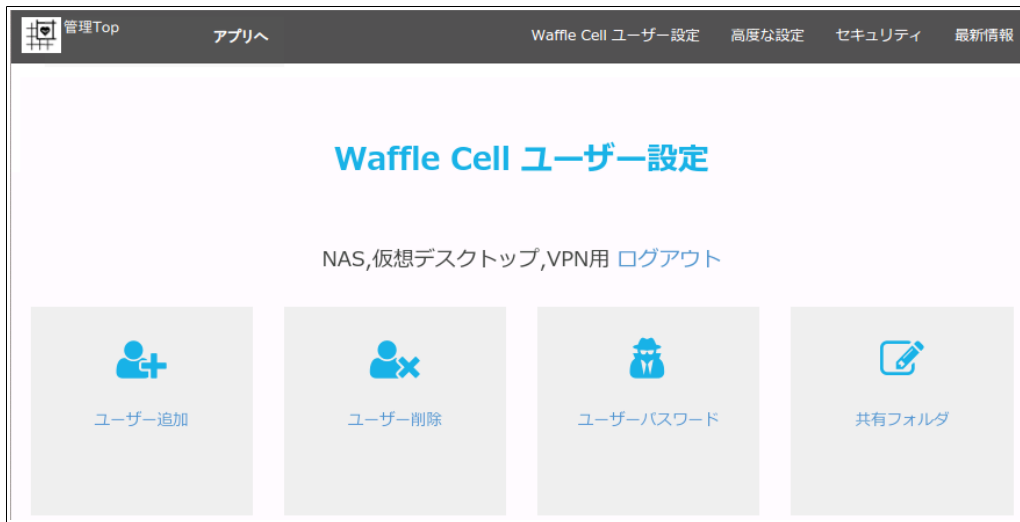 管理Top
アプリへ
Waffle Cell ユーザー設定
高度な設定
セキュリティ
最新情報
Waffle Cell ユーザー設定
NAS,仮想デスクトップ,VPN用 ログアウト
ユーザー追加
ユーザー削除
ユーザーパスワード
共有フォルダ